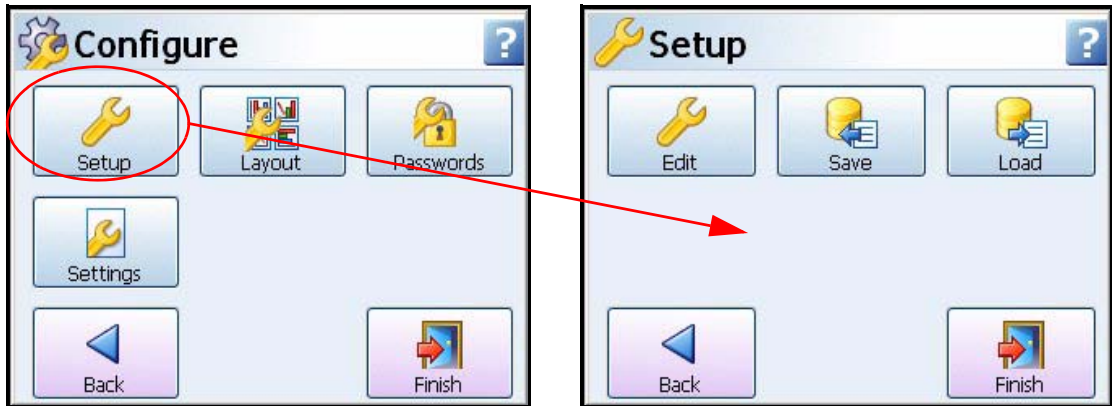 Configure
?
Setup
Layout
Passwords
Settings
Back
Finish
Setup
?
Edit
Save
Load
Back
Finish